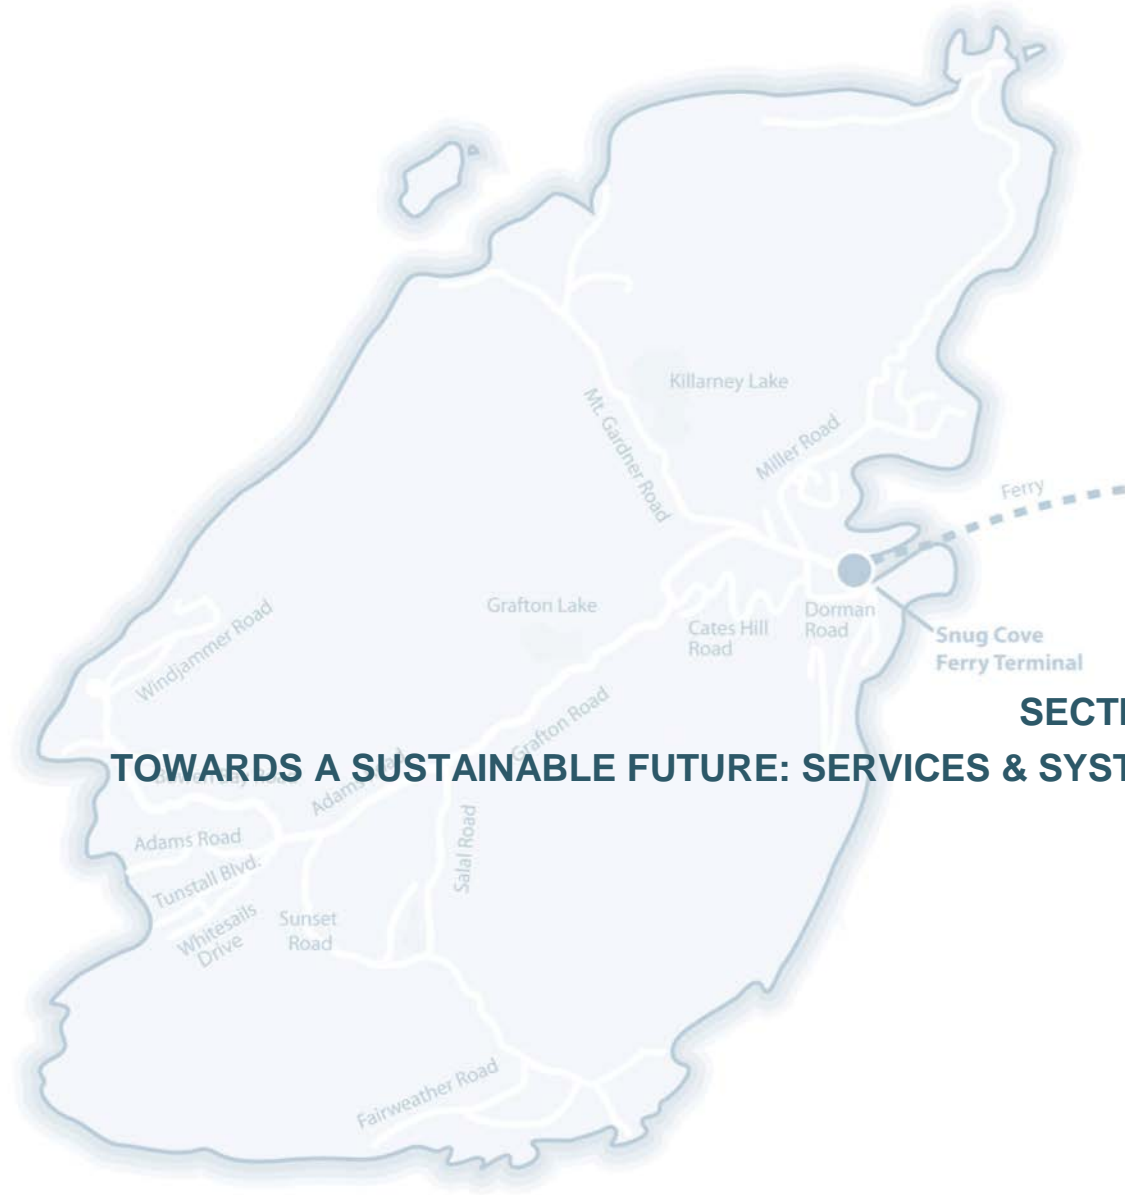 Killarney Lake
Mt. Gardner Road
Miller Road
Ferry
Grafton Lake
Cates Hill
Road
Dorman
Road
Snug Cove
Ferry Terminal
Windjammer Road
Grafton Road
SECTI
TOWARDS A SUSTAINABLE FUTURE: SERVICES & SYST
Road
Adams Road
Adams Road
Salal Road
Tunstall Blvd.
Whitesails
Drive
Sunset
Road
Fairweather Road